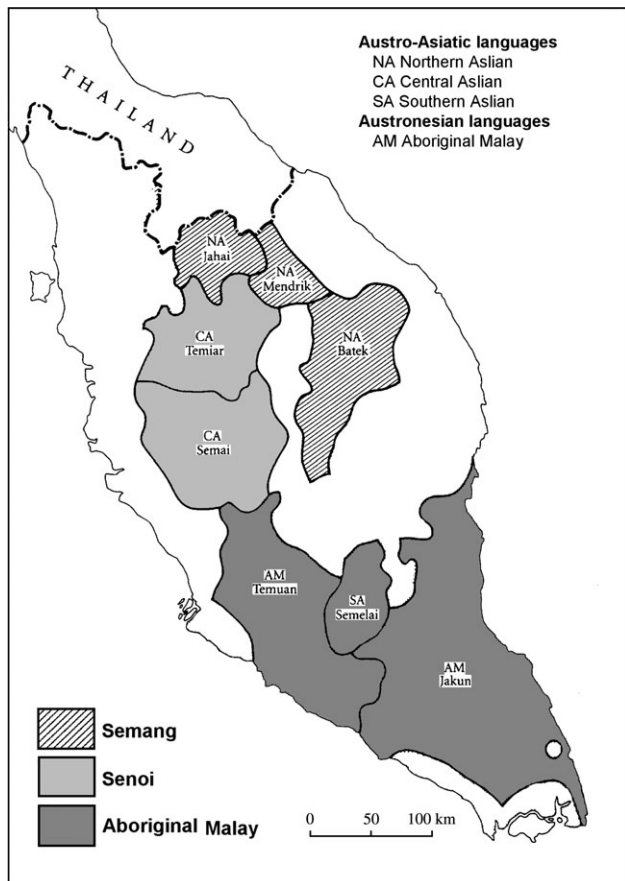 Austro-Asiatic languages
NA Northern Aslian
CA Central Aslian
SA Southern Aslian
Austronesian languages
AM Aboriginal Malay
THAILAND
NA
Jahai
NA
Mendrik
CA
Temiar
NA
Batek
CA
Semai
AM
Temuan
SA
Semelai
AM
Jakun
Semang
Senoi
Aboriginal Malay
0 50 100 km